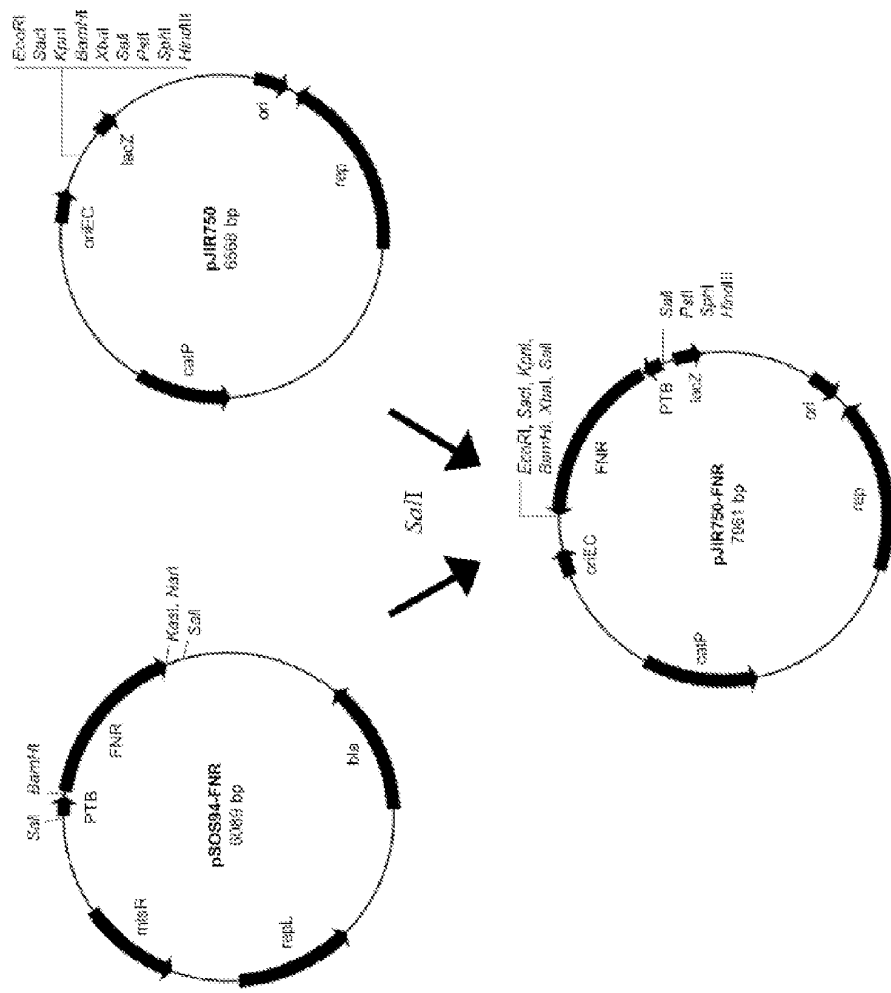 EcoRI
SacI
KpnI
BamHI
XbaI
SalI
PstI
SphI
HindIII
oriEC
lacZ
ori
rep
catP
pJIR750
6568 bp
SalI
SalI
BamHI
PTB
FNR
KasI, NarI
SalI
bla
repL
mlsR
pSOS94-FNR
EcoRI, SacI, KpnI,
BamHI, XbaI, SalI
oriEC
FNR
PTB
SalI
PstI
SphI
HindIII
lacZ
ori
rep
catP
pJIR750-FNR